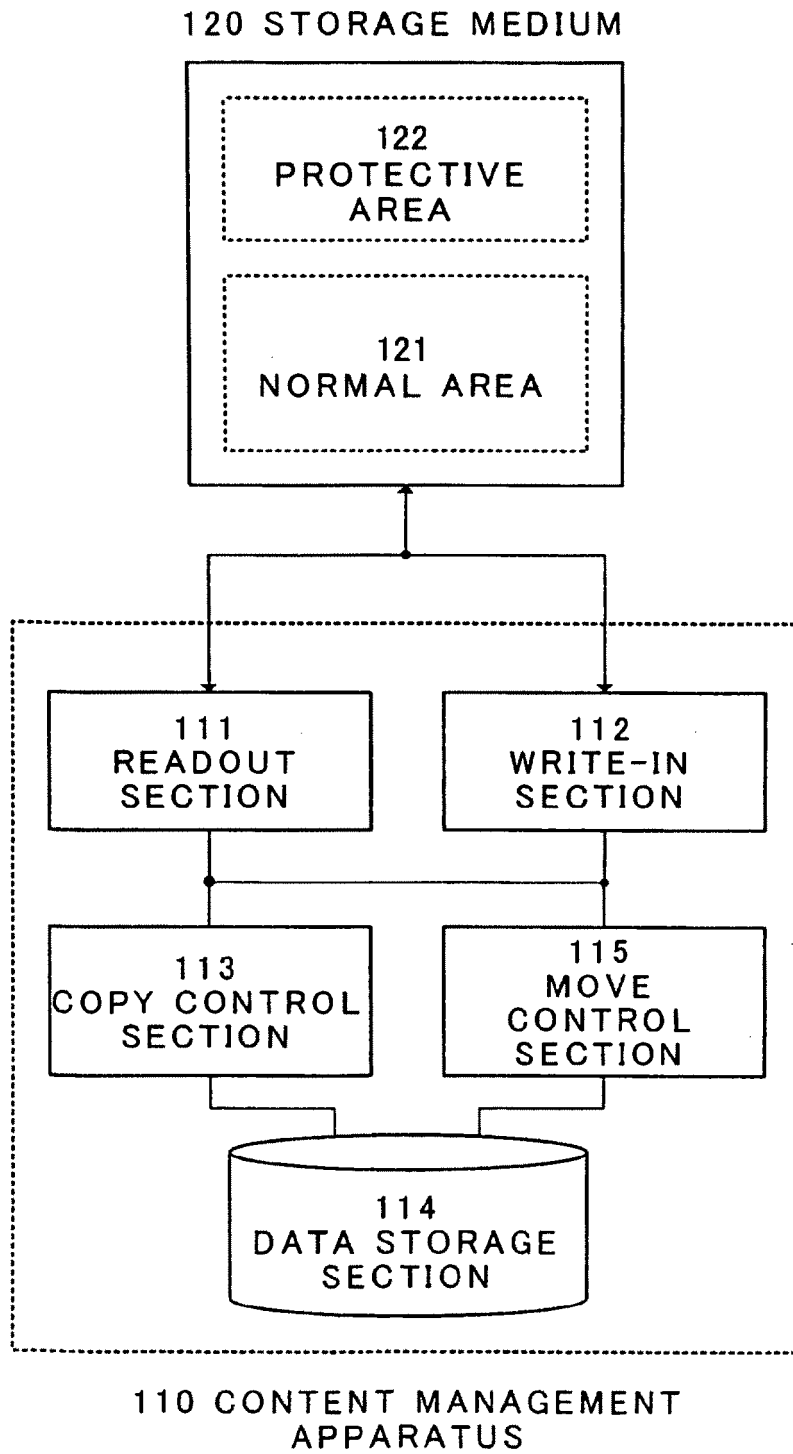 120 STORAGE MEDIUM
122
PROTECTIVE
AREA
121
NORMAL AREA
111
READOUT
SECTION
112
WRITE-IN
SECTION
113
COPY CONTROL
SECTION
115
MOVE
CONTROL
SECTION
114
DATA STORAGE
SECTION
110 CONTENT MANAGEMENT
APPARATUS